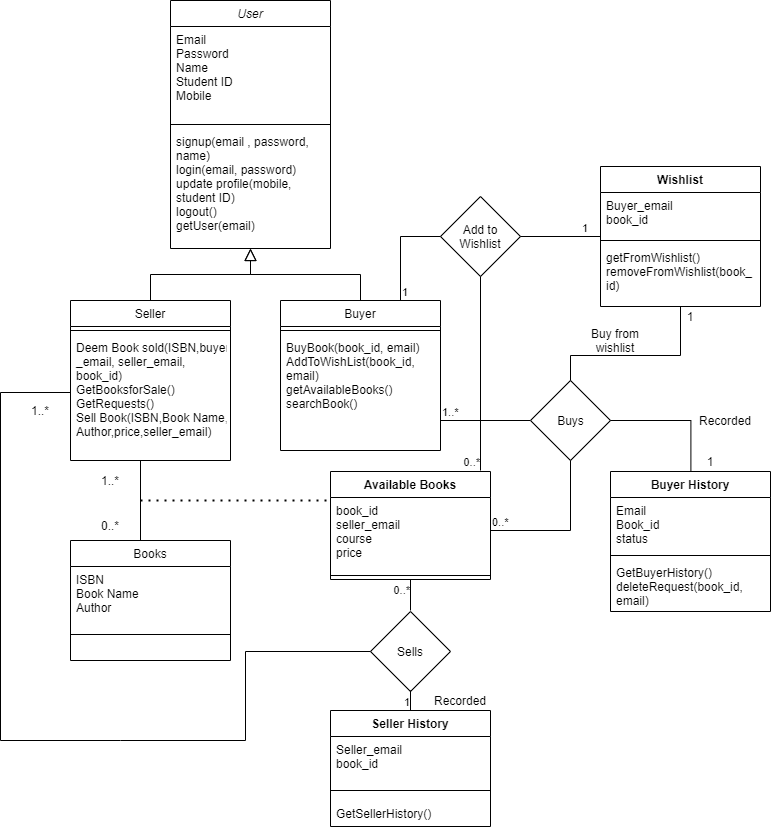 User
Email
Password
Name
Student ID
Mobile
signup(email , password,
name)
login(email, password)
update profile(mobile,
student ID)
logout()
getUser(email)
Wishlist
Buyer_email
book_id
getFromWishlist()
removeFromWishlist(book_
id)
Add to
Wishlist
1
1
1
Buy from
wishlist
Seller
Deem Book sold(ISBN,buyer
_email, seller_email,
book_id)
GetBooksforSale()
GetRequests()
Sell Book(ISBN,Book Name,
Author,price,seller_email)
Buyer
BuyBook(book_id, email)
AddToWishList(book_id,
email)
getAvailableBooks()
searchBook()
1..*
1..*
Buys
Recorded
1..*
0..*
1
0..*
0..*
Available Books
book_id
seller_email
course
price
Buyer History
Email
Book_id
status
GetBuyerHistory()
deleteRequest(book_id,
email)
Books
ISBN
Book Name
Author
0..*
Sells
1
Recorded
Seller History
Seller_email
book_id
GetSellerHistory()